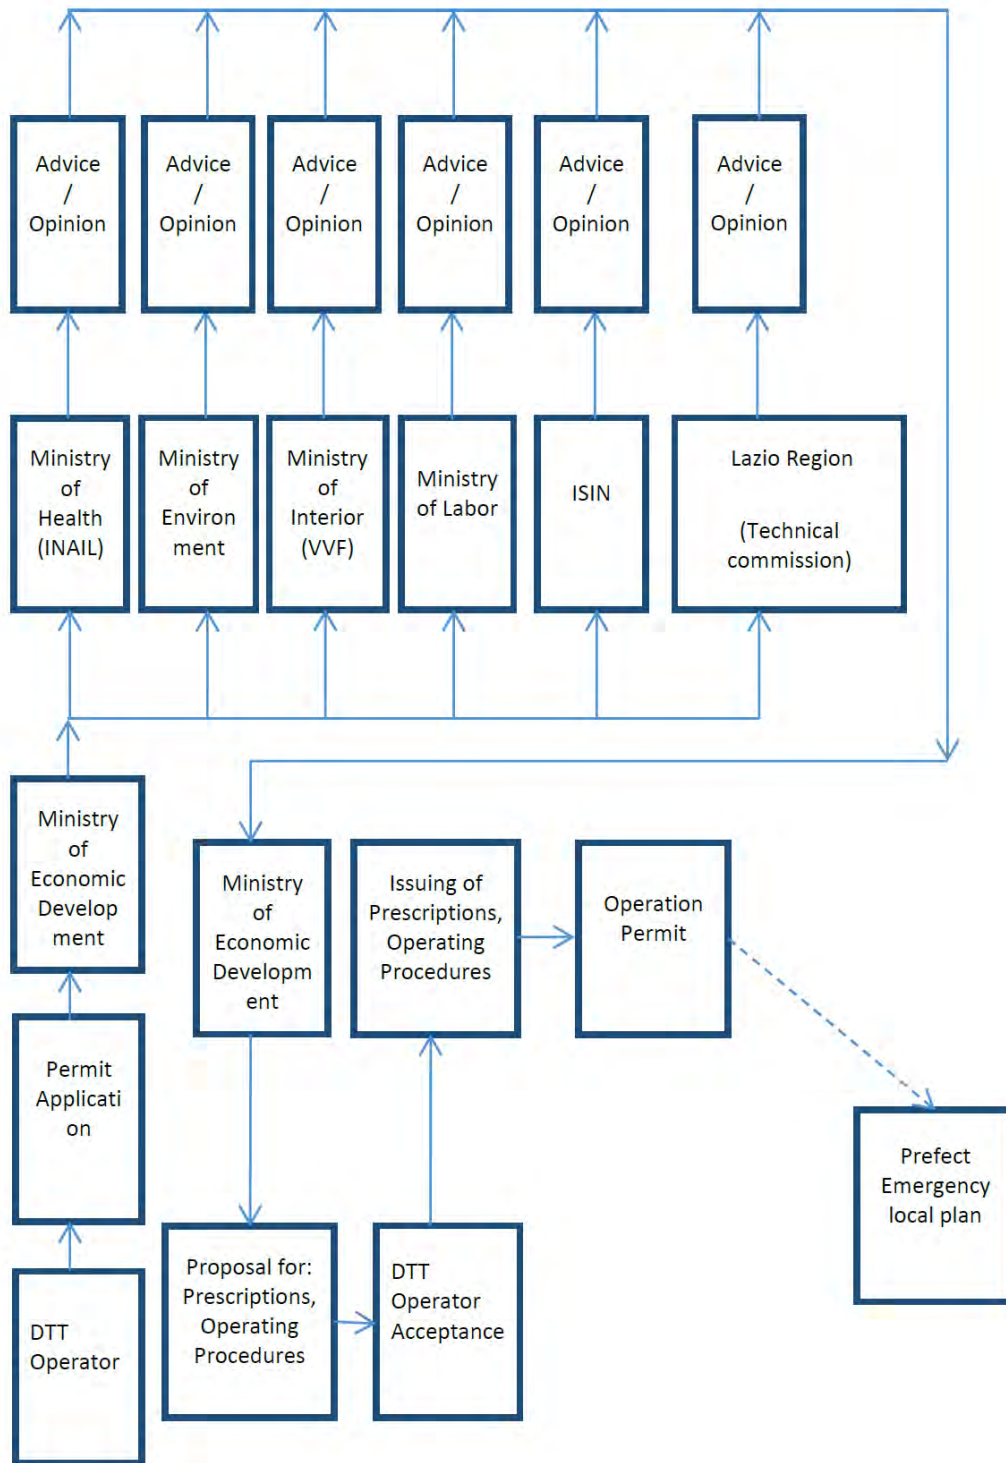 Advice
/
Opinion
Advice
/
Opinion
Advice
/
Opinion
Advice
/
Opinion
Advice
/
Opinion
Advice
/
Opinion
Ministry
of
Health
(INAIL)
Ministry
of
Environ
ment
Ministry
of
Interior
(VVF)
Ministry
of Labor
ISIN
Lazio Region
(Technical
commission)
Ministry
of
Economic
Develop
ment
Ministry
of
Economic
Developm
ent
Issuing of
Prescriptions,
Operating
Procedures
Operation
Permit
Permit
Applicati
on
Prefect
Emergency
local plan
DTT
Operator
Proposal for:
Prescriptions,
Operating
Procedures
DTT
Operator
Acceptance